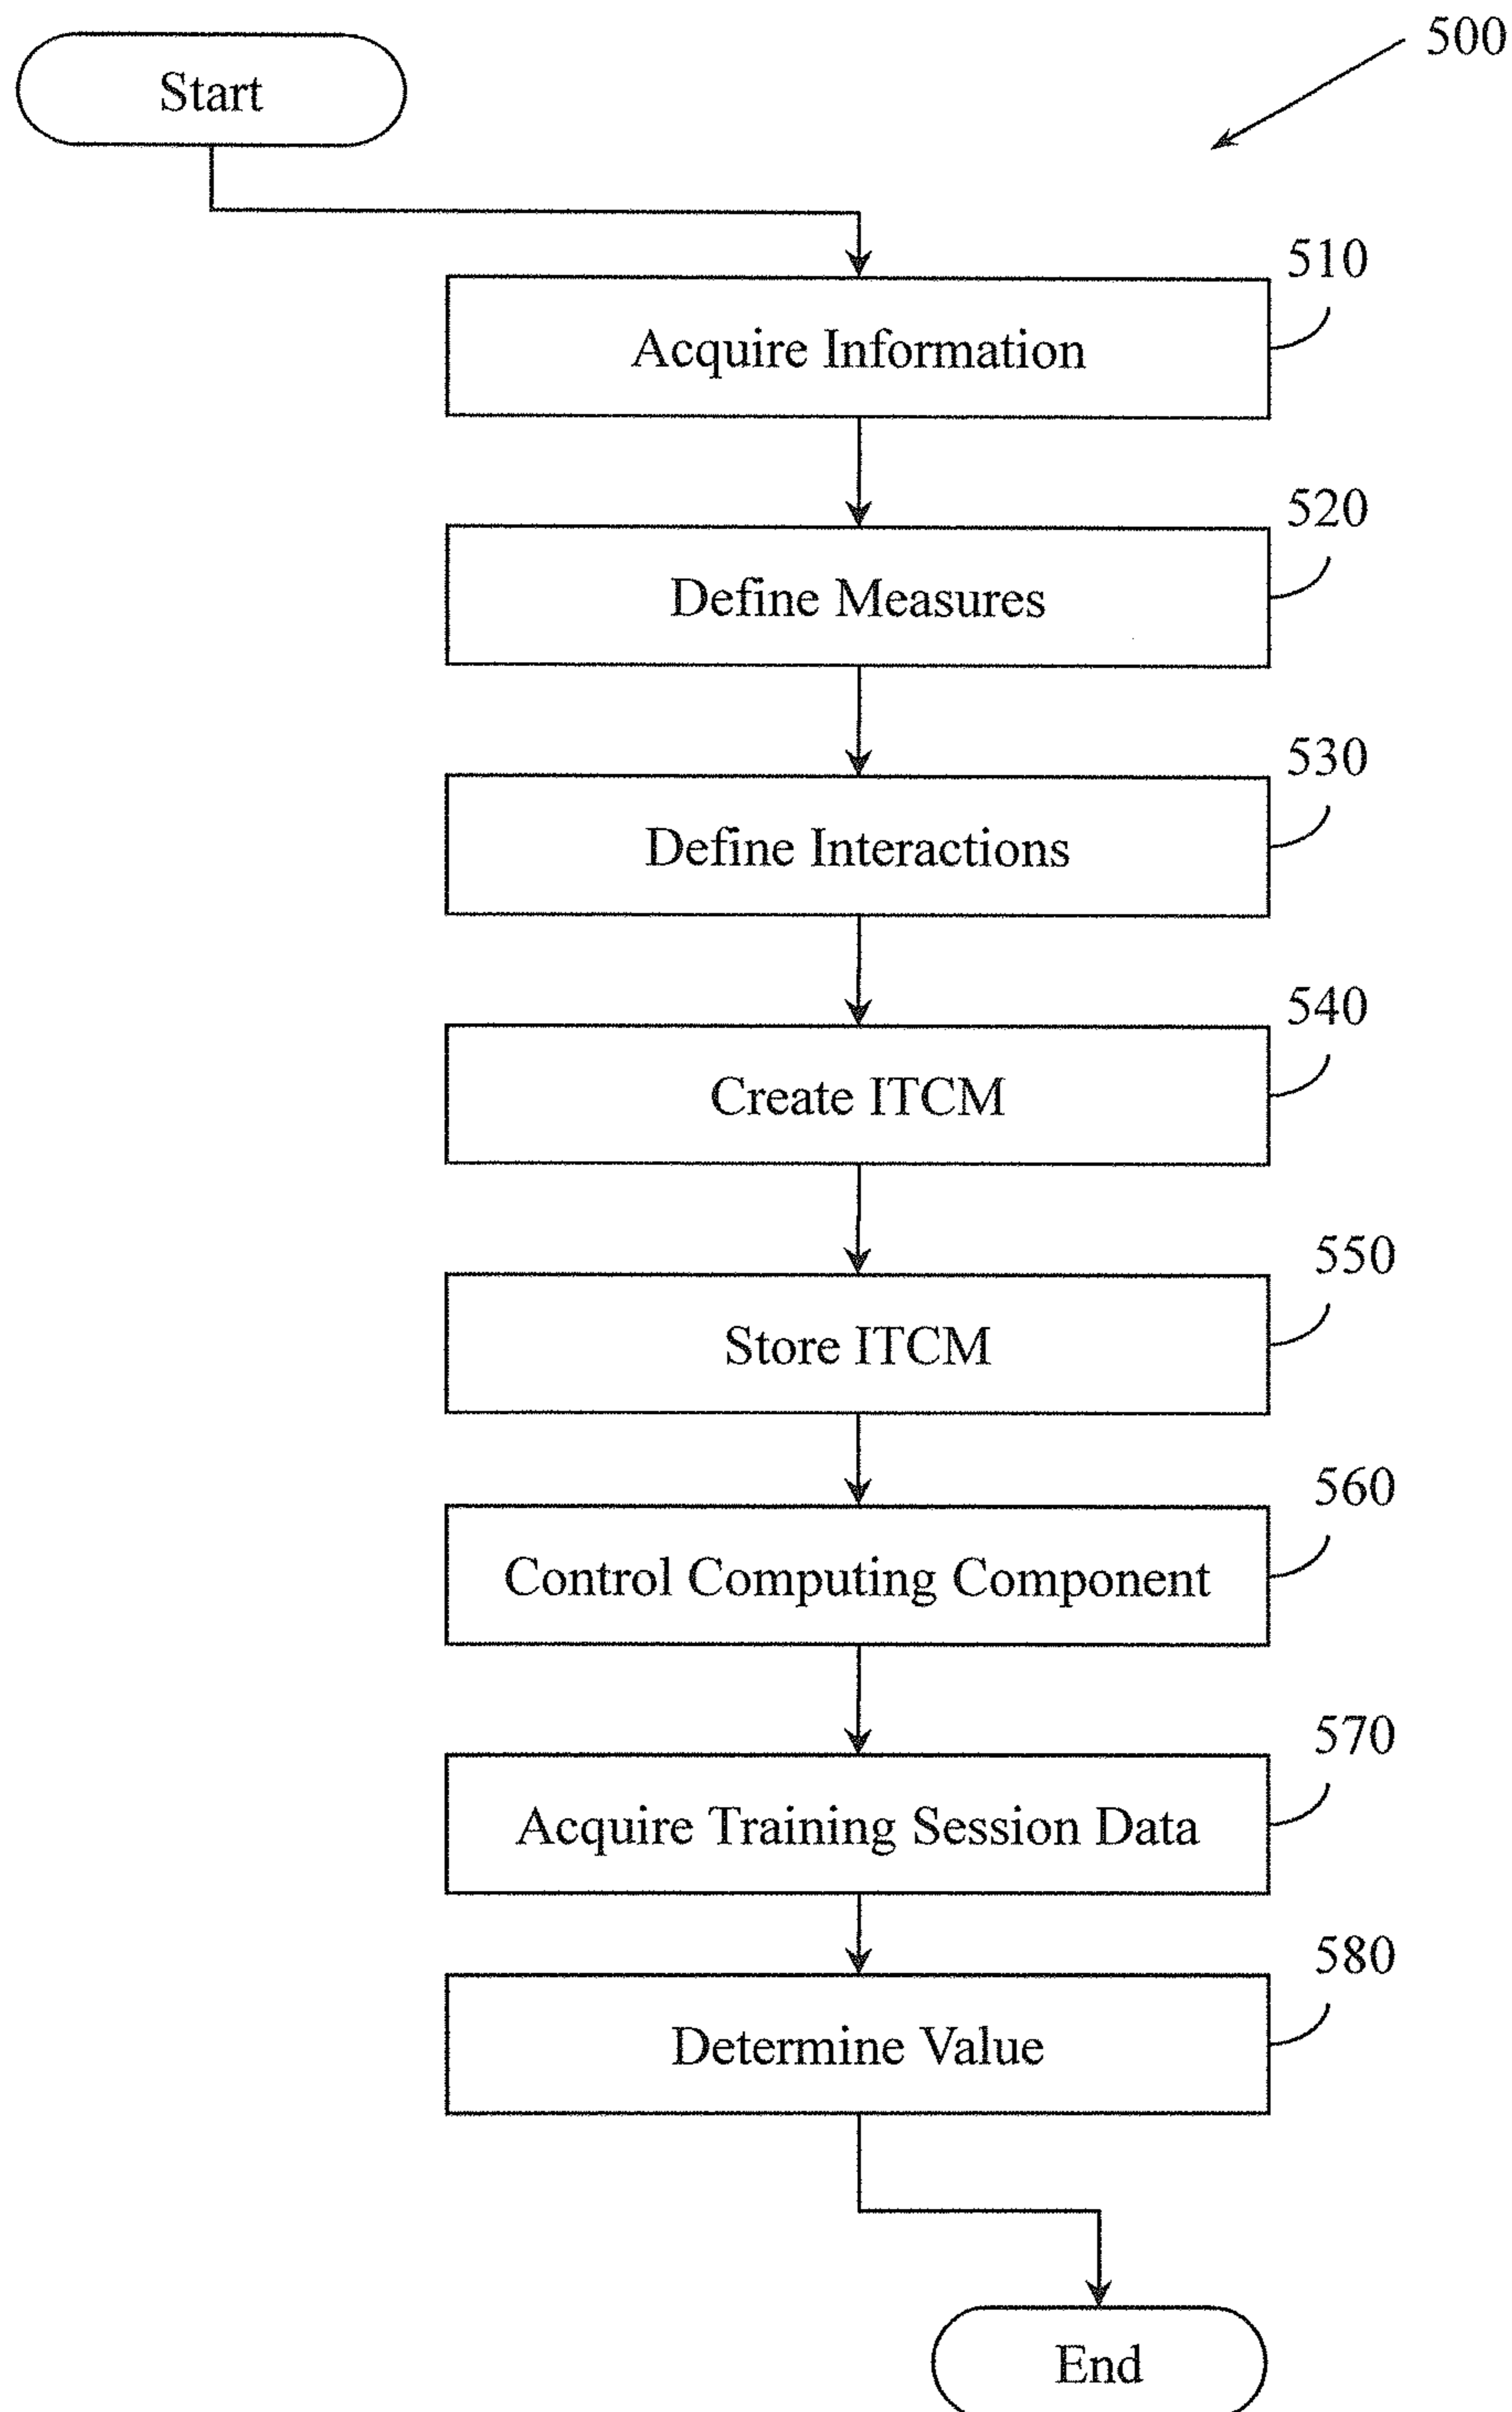 500
Start
510
Acquire Information
520
Define Measures
530
Define Interactions
540
Create ITCM
550
Store ITCM
560
Control Computing Component
570
Acquire Training Session Data
580
Determine Value
End